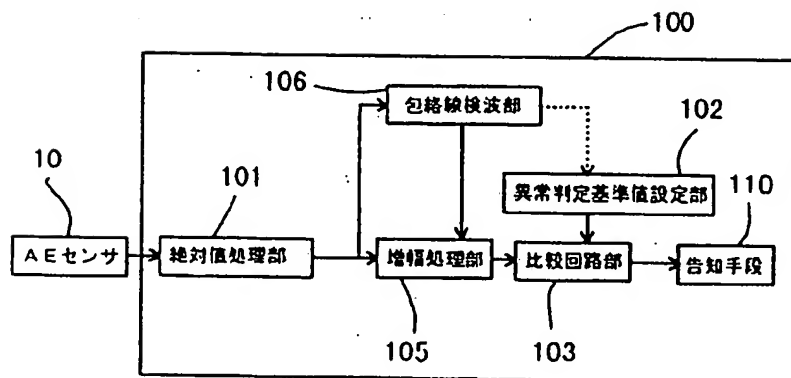 100
106
包絡線検波部
102
10
101
異常判定基準値設定部
110
AEセンサ
絶対値処理部
増幅処理部
比較回路部
告知手段
105
103